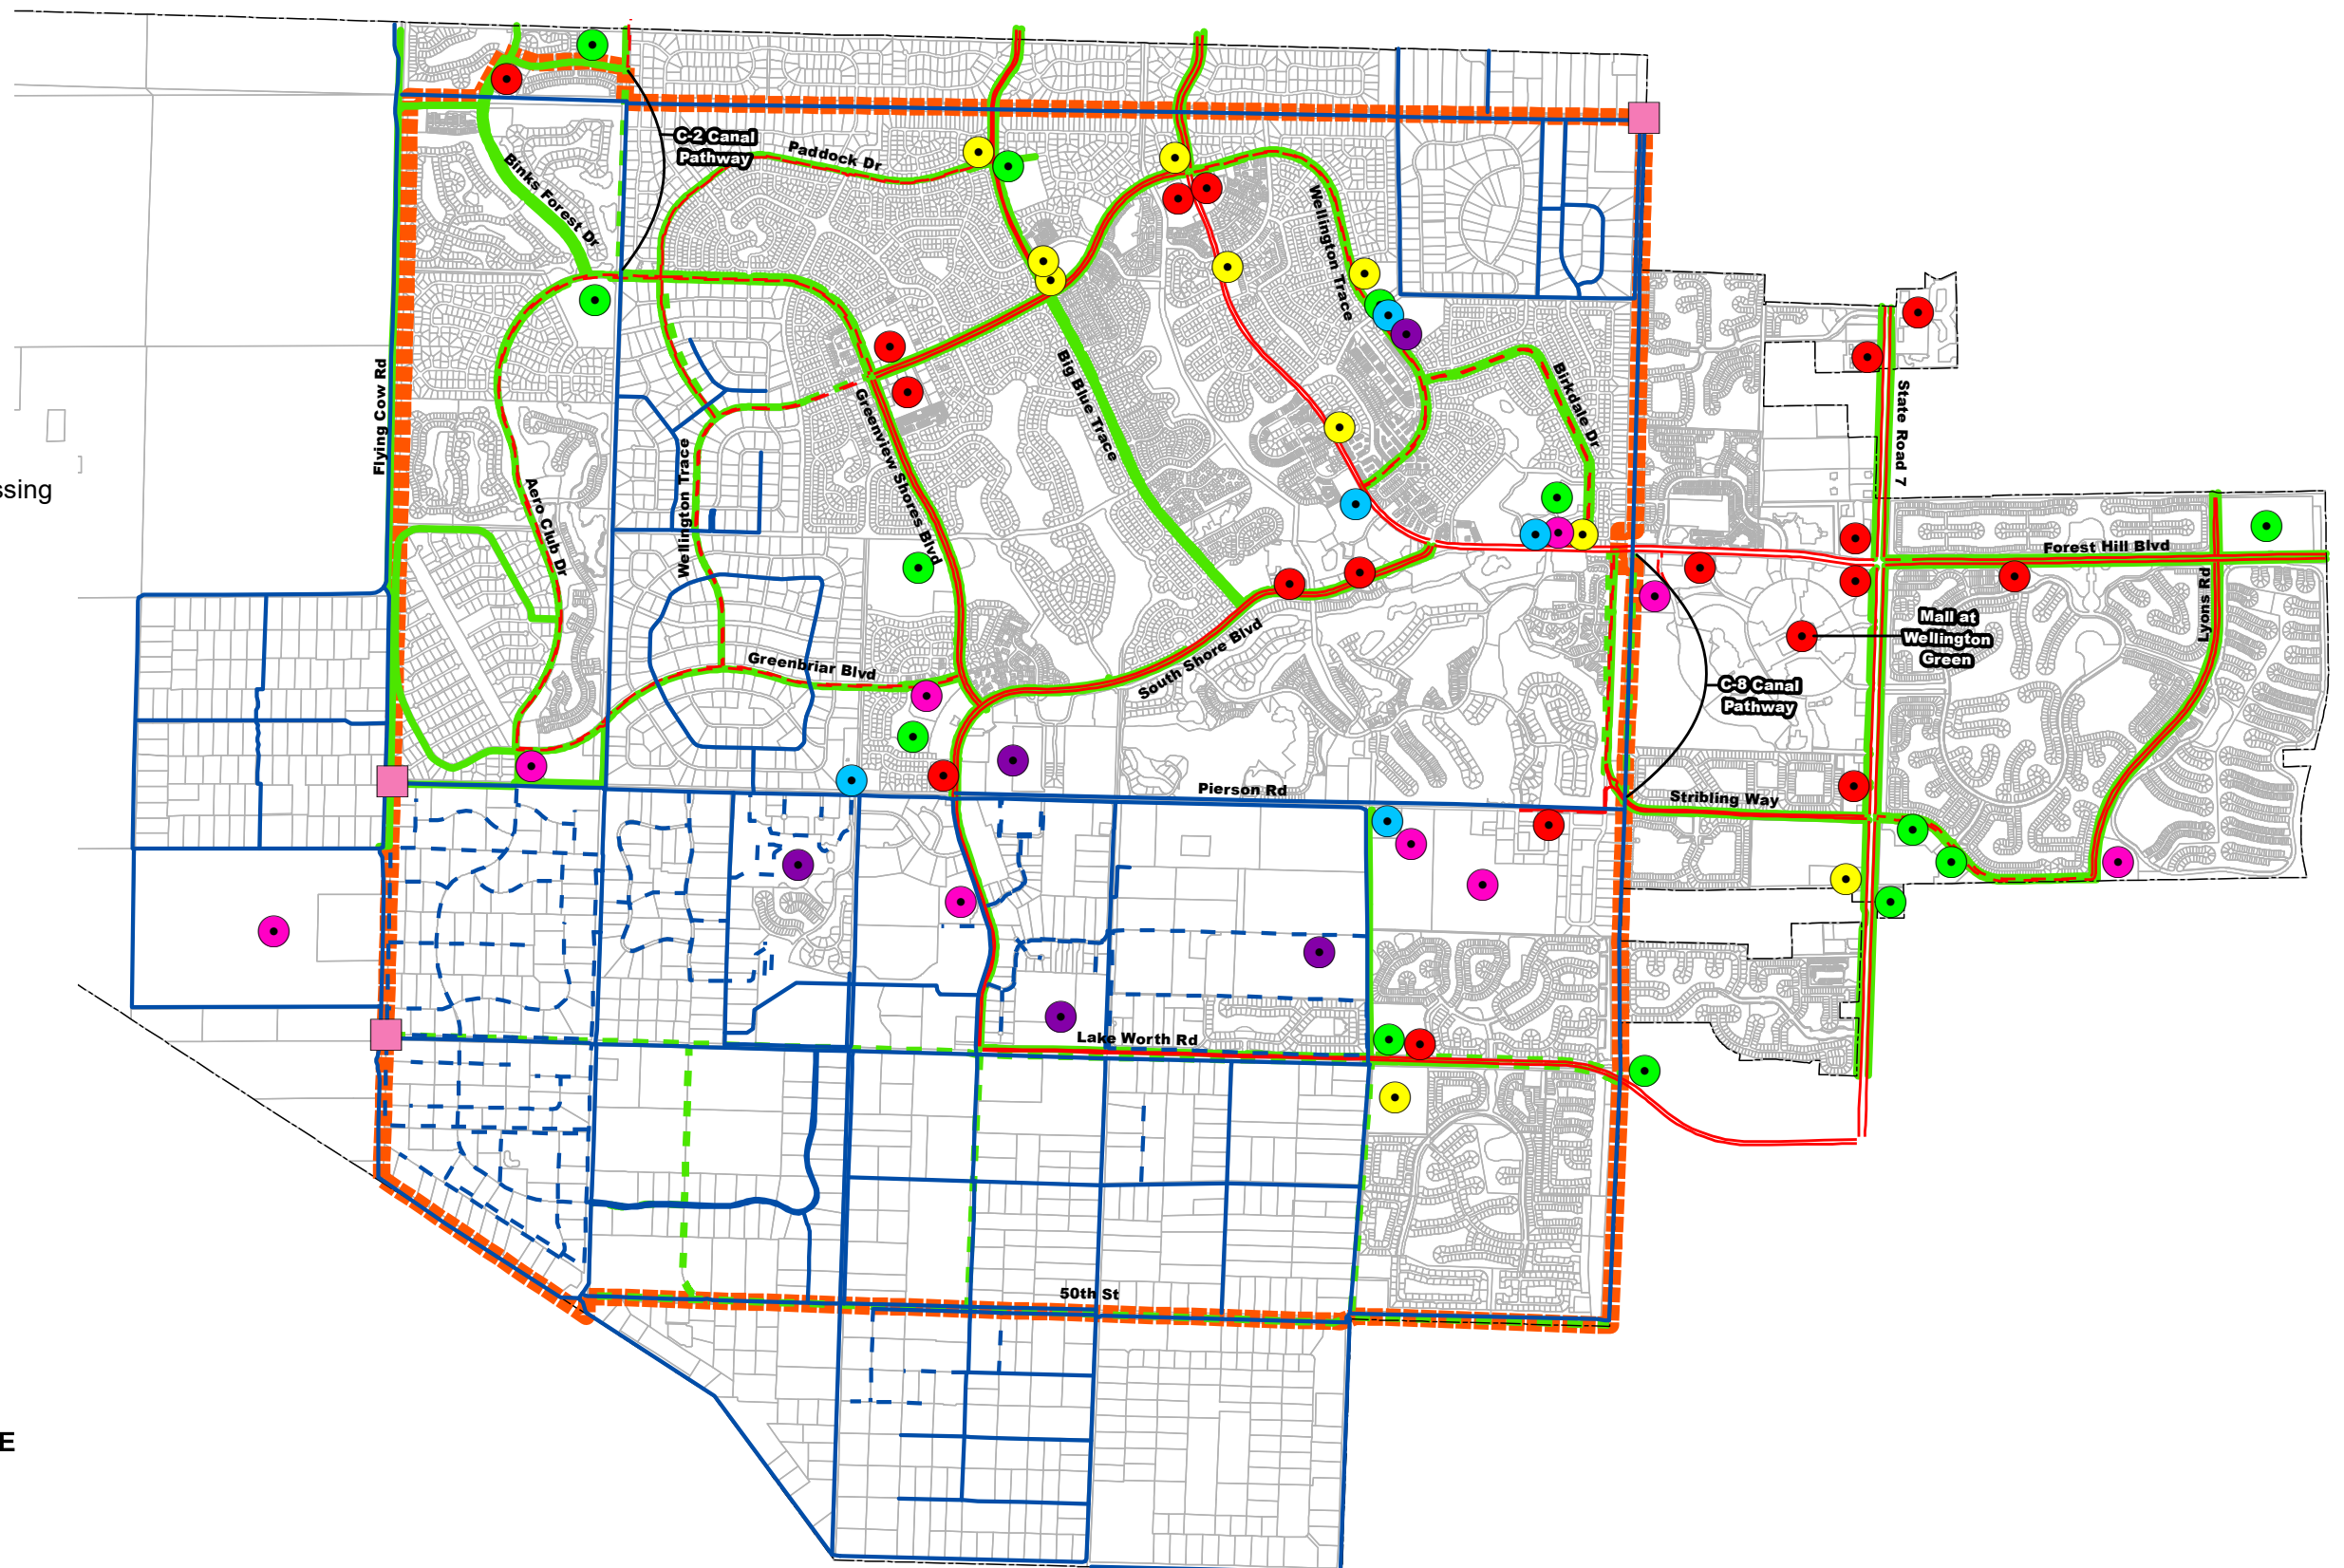 C-2 Canal
Pathway
Paddock Dr
Binks Forest Dr
Wellington Trace
Flying Cow Rd
Big Blue Trace
Birkdale Dr
State Road 7
Greenview Shores Blvd
Wellington Trace
Aero Club Dr
ssing
Forest Hill Blvd
Lyons Rd
Mall at
Wellington
Green
South Shore Blvd
Greenbriar Blvd
C-8 Canal
Pathway
Pierson Rd
Stribling Way
Lake Worth Rd
50th St
E